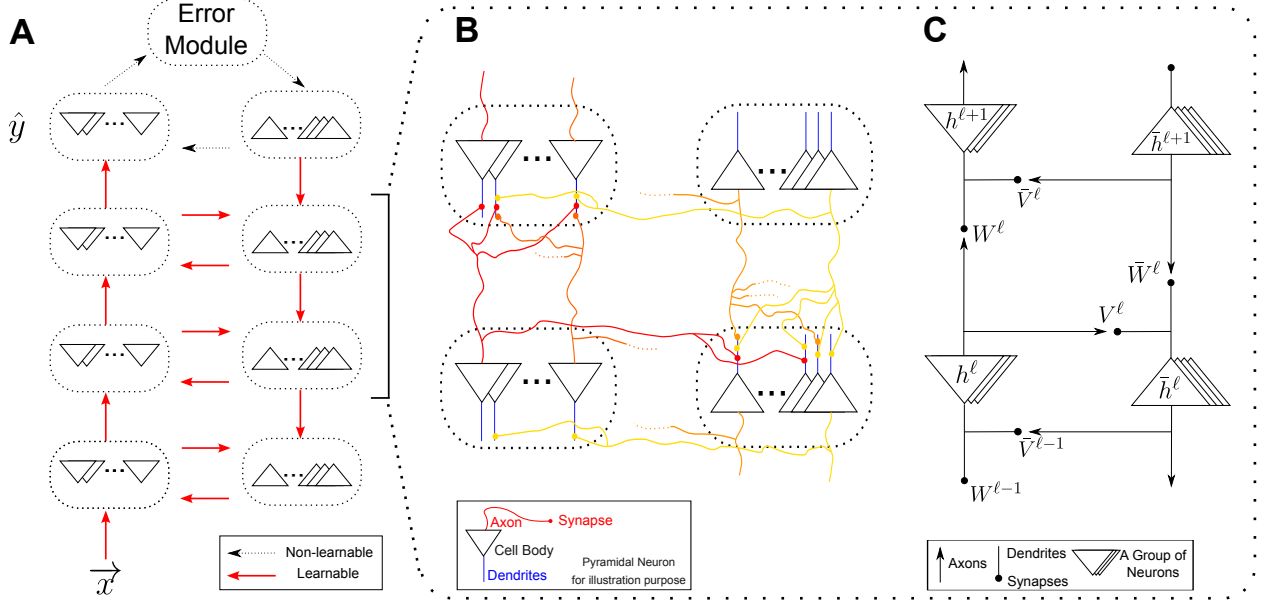 A
Error
Module
ŷ
x⃗
Non-learnable
Learnable
B
Axon
Synapse
Cell Body
Dendrites
Pyramidal Neuron
for illustration purpose
C
h^{ℓ+1}
h̄^{ℓ+1}
V̄^ℓ
W^ℓ
W̄^ℓ
V^ℓ
h^ℓ
h̄^ℓ
V̄^{ℓ−1}
W^{ℓ−1}
Axons
Dendrites
Synapses
A Group of
Neurons